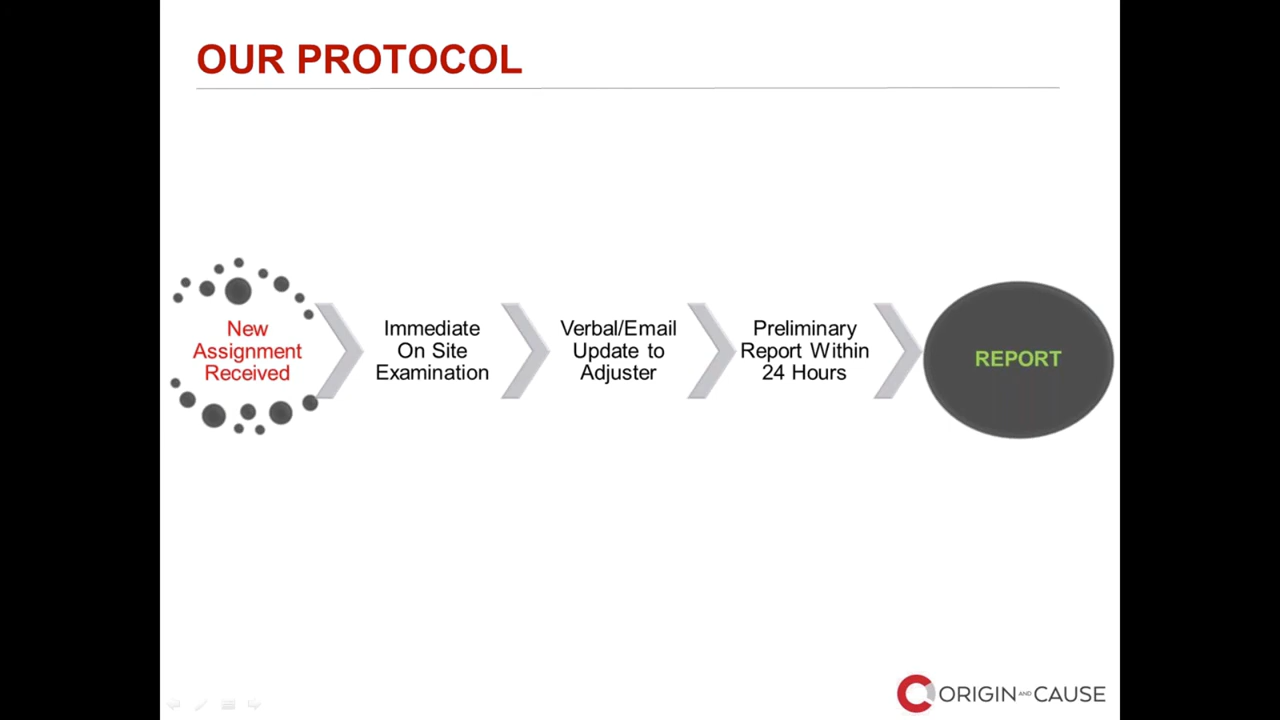 OUR PROTOCOL
New
Assignment
Received
Immediate
On Site
Examination
Verbal/Email
Update to
Adjuster
Preliminary
Report Within
24 Hours
REPORT
ORIGIN AND CAUSE